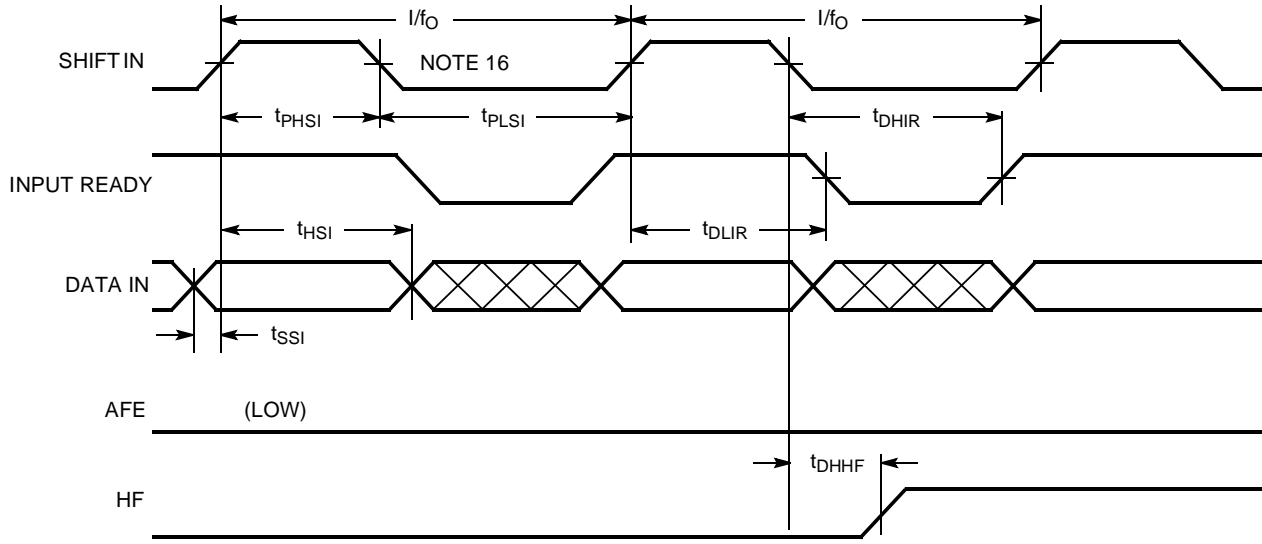 I/fO I/fO
SHIFT IN NOTE 16
tPHSI tPLSI tDHIR
INPUT READY
tHSI tDLIR
DATA IN
tSSI
AFE (LOW)
tDHHF
HF